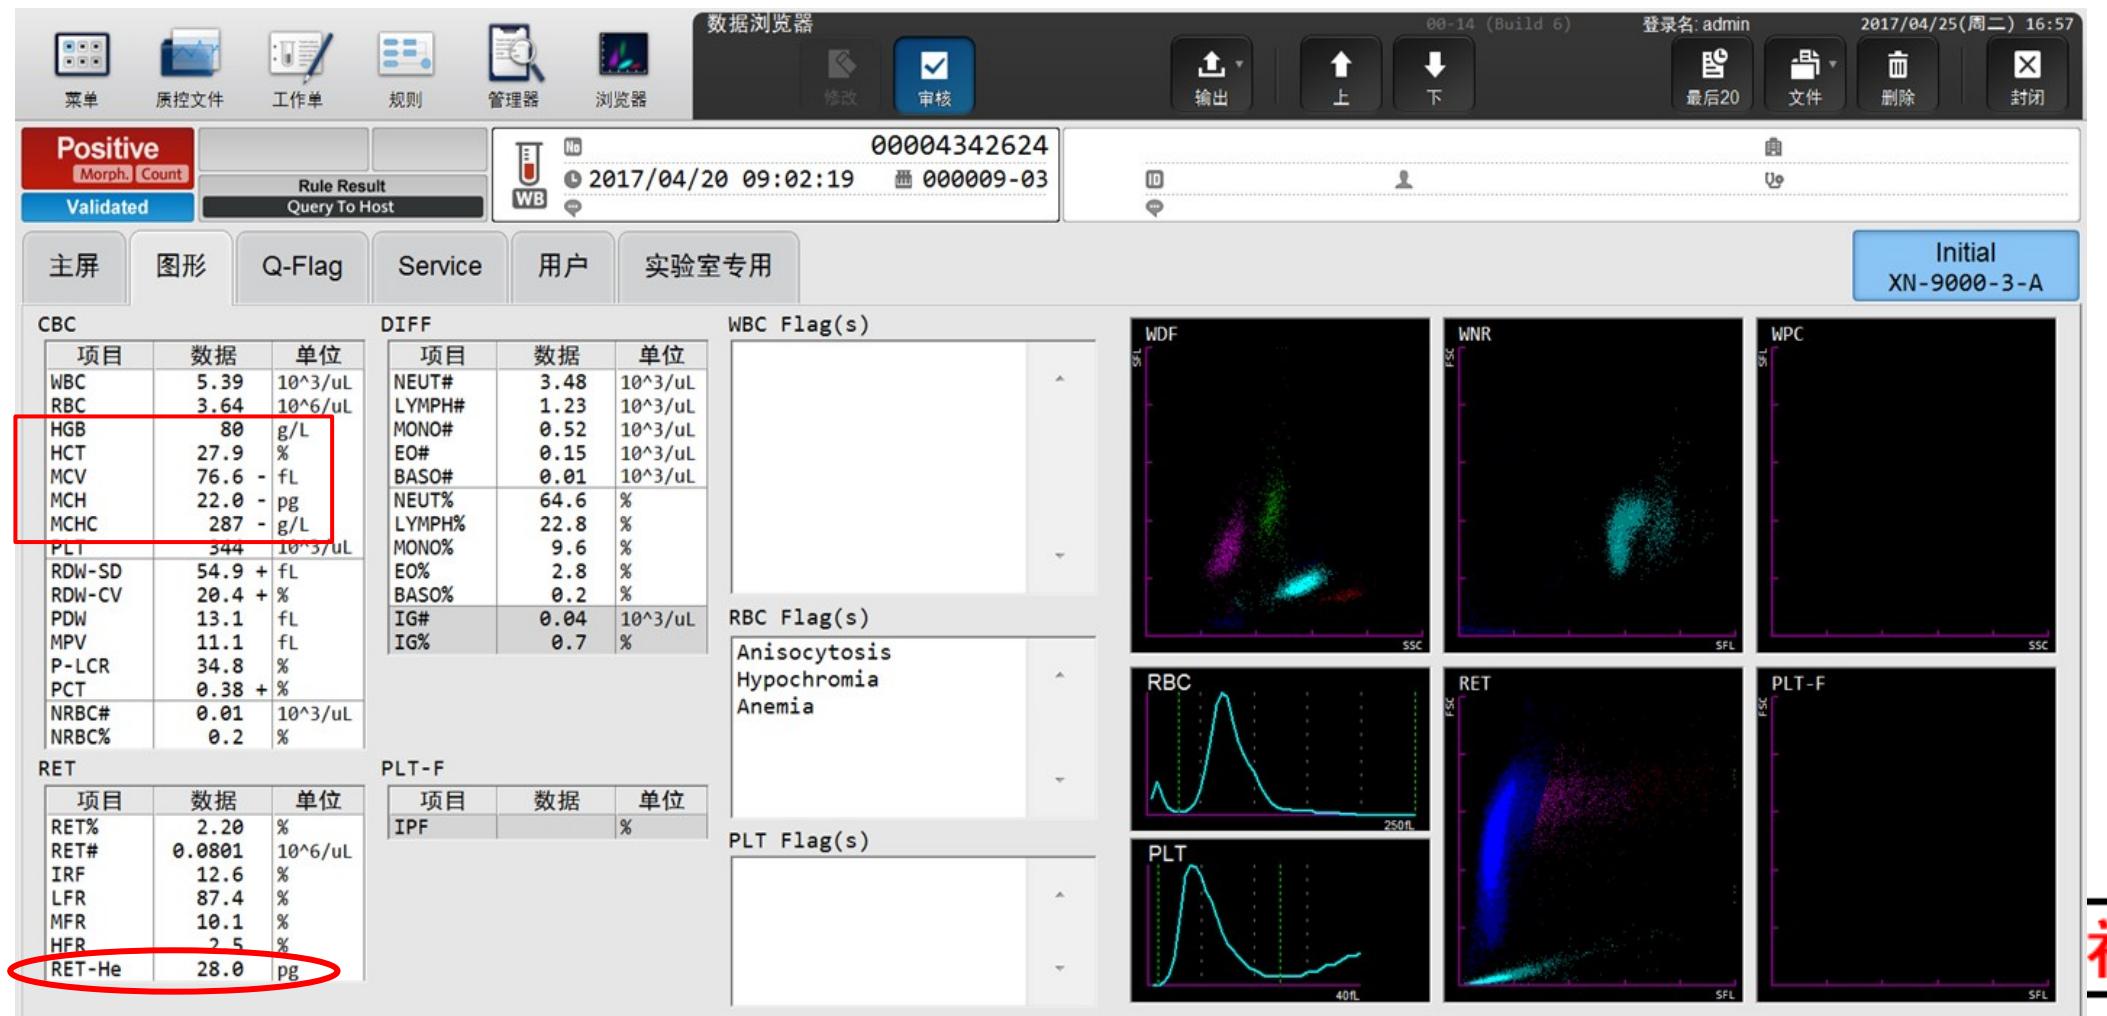 数据浏览器 00-14 (Build 6) 登录名: admin 2017/04/25(周二) 16:57
菜单 质控文件 工作单 规则 管理器 浏览器 修改 审核 输出 上 下 最后20 文件 删除 封闭
Positive
Morph. Count
Validated
Rule Result
Query To Host
WB
No 00004342624
2017/04/20 09:02:19 000009-03
ID
主屏 图形 Q-Flag Service 用户 实验室专用
Initial
XN-9000-3-A
CBC
项目 数据 单位
WBC 5.39 10^3/uL
RBC 3.64 10^6/uL
HGB 80 g/L
HCT 27.9 %
MCV 76.6 - fL
MCH 22.0 - pg
MCHC 287 - g/L
PLT 344 10^3/uL
RDW-SD 54.9 + fL
RDW-CV 20.4 + %
PDW 13.1 fL
MPV 11.1 fL
P-LCR 34.8 %
PCT 0.38 + %
NRBC# 0.01 10^3/uL
NRBC% 0.2 %
RET
项目 数据 单位
RET% 2.20 %
RET# 0.0801 10^6/uL
IRF 12.6 %
LFR 87.4 %
MFR 10.1 %
HFR 2.5 %
RET-He 28.0 pg
DIFF
项目 数据 单位
NEUT# 3.48 10^3/uL
LYMPH# 1.23 10^3/uL
MONO# 0.52 10^3/uL
EO# 0.15 10^3/uL
BASO# 0.01 10^3/uL
NEUT% 64.6 %
LYMPH% 22.8 %
MONO% 9.6 %
EO% 2.8 %
BASO% 0.2 %
IG# 0.04 10^3/uL
IG% 0.7 %
PLT-F
项目 数据 单位
IPF %
WBC Flag(s)
RBC Flag(s)
Anisocytosis
Hypochromia
Anemia
PLT Flag(s)
WDF
SFL
SSC
WNR
FSC
SFL
WPC
SFL
SSC
RBC
250fL
RET
FSC
SFL
PLT-F
FSC
SFL
PLT
40fL